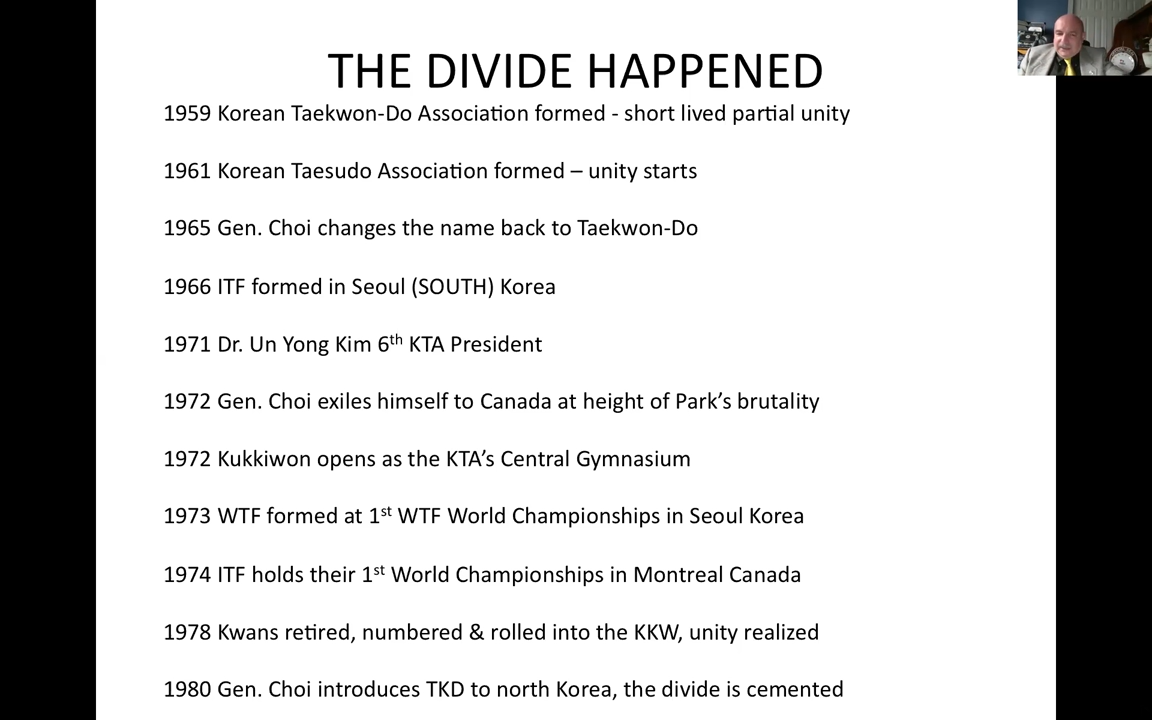 THE DIVIDE HAPPENED
1959 Korean Taekwon-Do Association formed - short lived partial unity
1961 Korean Taesudo Association formed – unity starts
1965 Gen. Choi changes the name back to Taekwon-Do
1966 ITF formed in Seoul (SOUTH) Korea
1971 Dr. Un Yong Kim 6th KTA President
1972 Gen. Choi exiles himself to Canada at height of Park’s brutality
1972 Kukkiwon opens as the KTA’s Central Gymnasium
1973 WTF formed at 1st WTF World Championships in Seoul Korea
1974 ITF holds their 1st World Championships in Montreal Canada
1978 Kwans retired, numbered & rolled into the KKW, unity realized
1980 Gen. Choi introduces TKD to north Korea, the divide is cemented